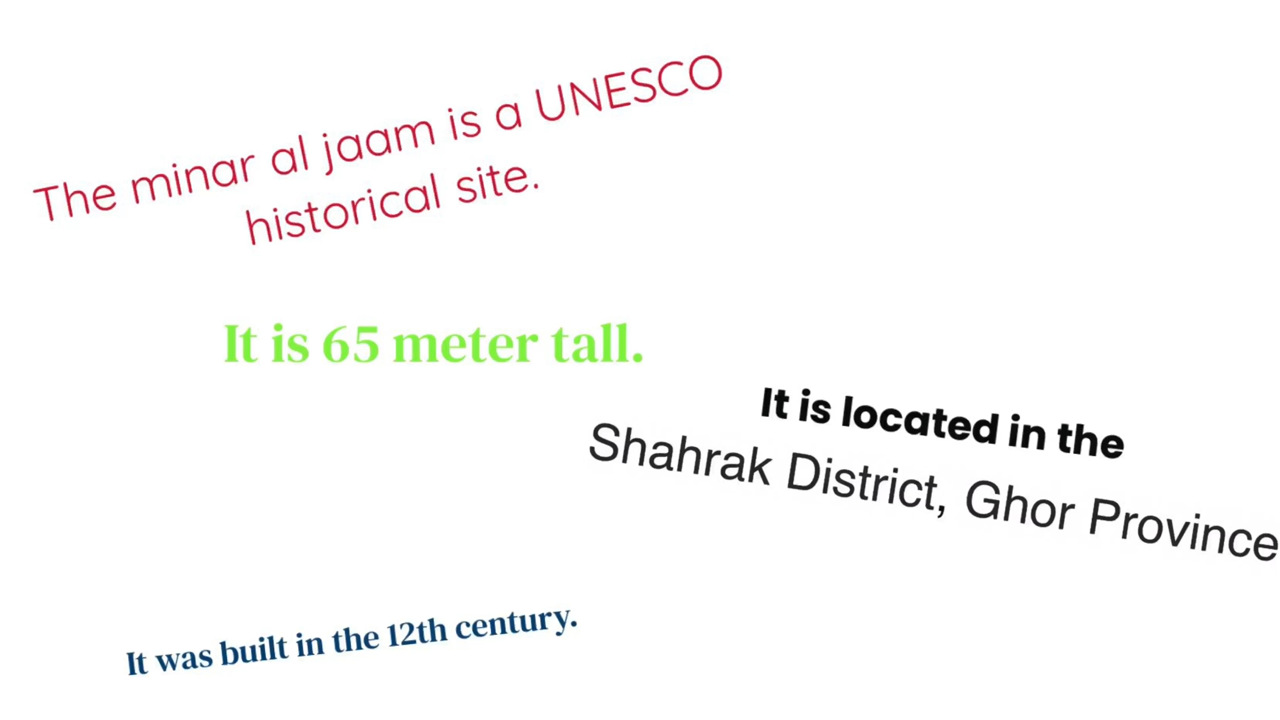 The minar al jaam is a UNESCO
historical site.
It is 65 meter tall.
It is located in the
Shahrak District, Ghor Province
It was built in the 12th century.